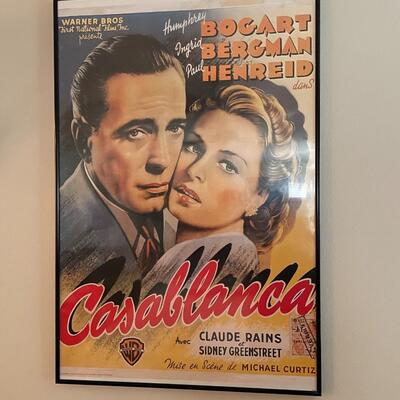 WARNER BROS
First National Films Inc.
présente
Humphrey BOGART
Ingrid BERGMAN
Paul HENREID
dans
Casablanca
Avec CLAUDE RAINS
et
SIDNEY GREENSTREET
Mise en Scène de MICHAEL CURTIZ